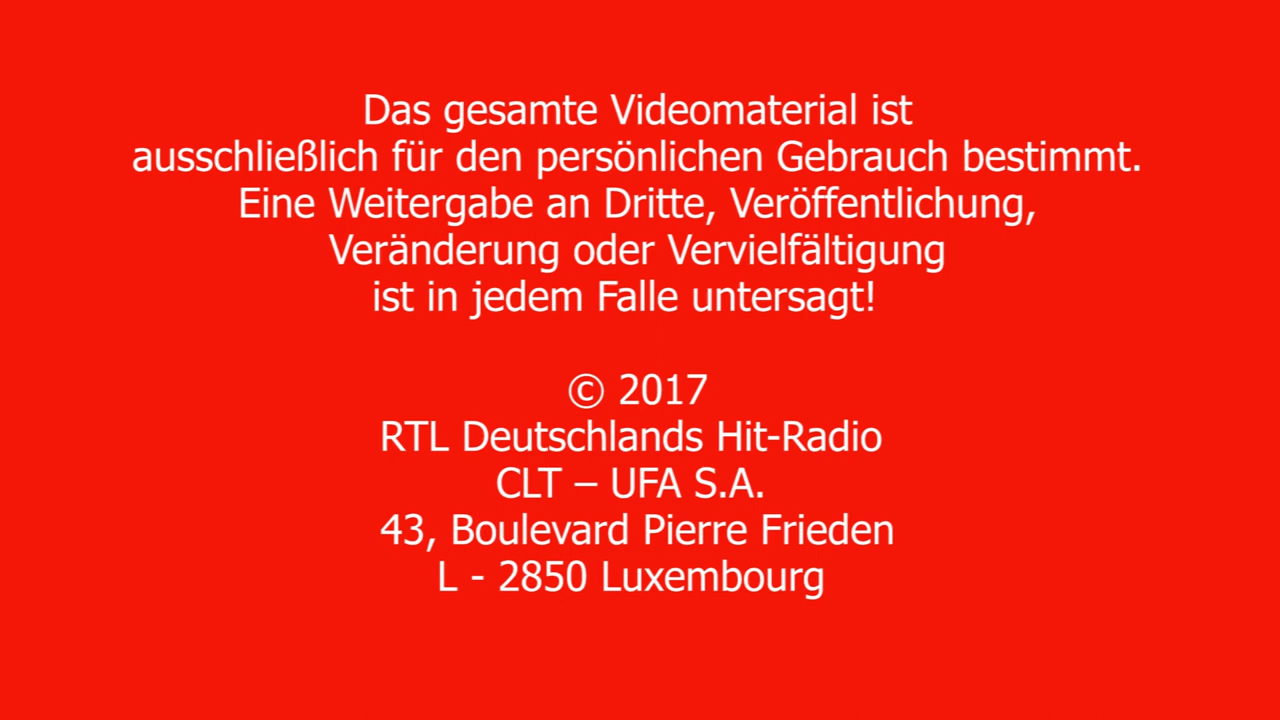 Das gesamte Videomaterial ist
ausschließlich für den persönlichen Gebrauch bestimmt.
Eine Weitergabe an Dritte, Veröffentlichung,
Veränderung oder Vervielfältigung
ist in jedem Falle untersagt!
© 2017
RTL Deutschlands Hit-Radio
CLT – UFA S.A.
43, Boulevard Pierre Frieden
L - 2850 Luxembourg